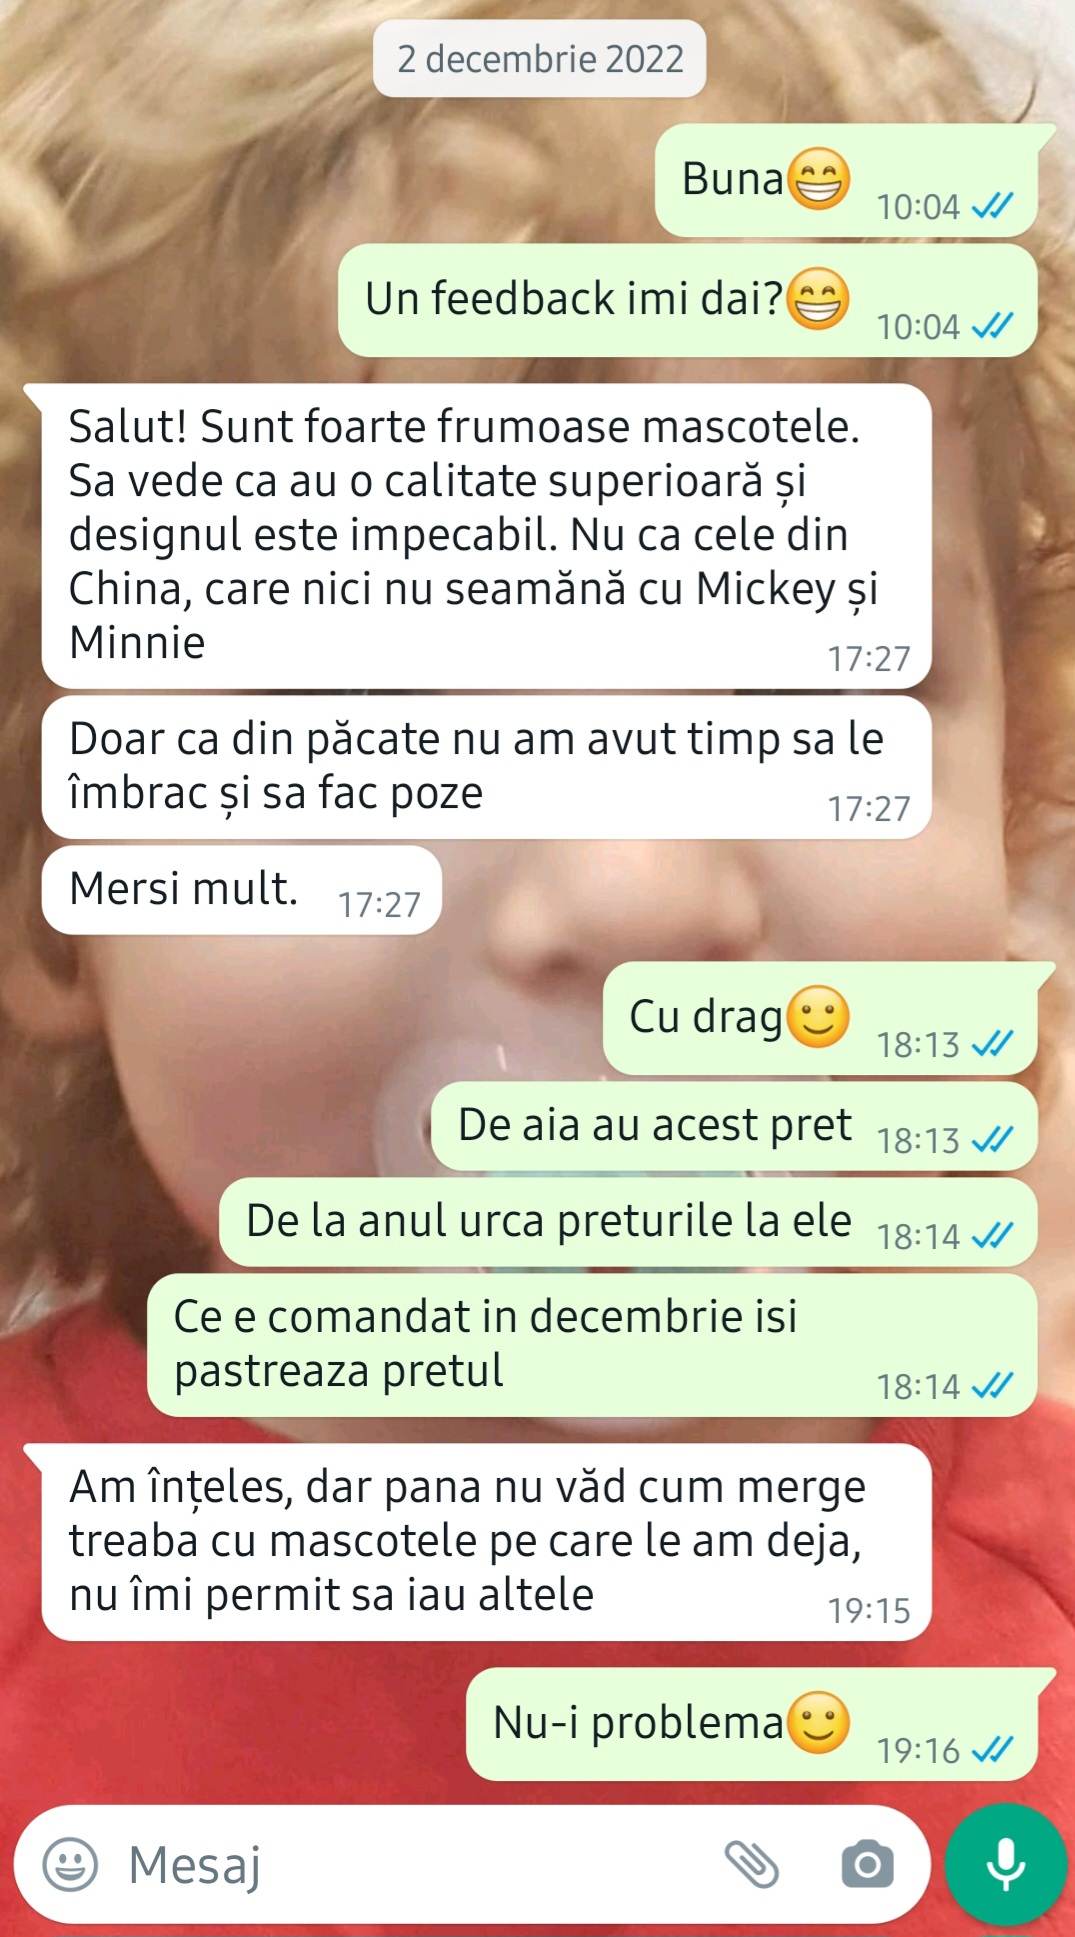 2 decembrie 2022
Buna😁 10:04
Un feedback imi dai?😁 10:04
Salut! Sunt foarte frumoase mascotele.
Sa vede ca au o calitate superioară și
designul este impecabil. Nu ca cele din
China, care nici nu seamănă cu Mickey și
Minnie 17:27
Doar ca din păcate nu am avut timp sa le
îmbrac și sa fac poze 17:27
Mersi mult. 17:27
Cu drag🙂 18:13
De aia au acest pret 18:13
De la anul urca preturile la ele 18:14
Ce e comandat in decembrie isi
pastreaza pretul 18:14
Am înțeles, dar pana nu văd cum merge
treaba cu mascotele pe care le am deja,
nu îmi permit sa iau altele 19:15
Nu-i problema🙂 19:16
Mesaj